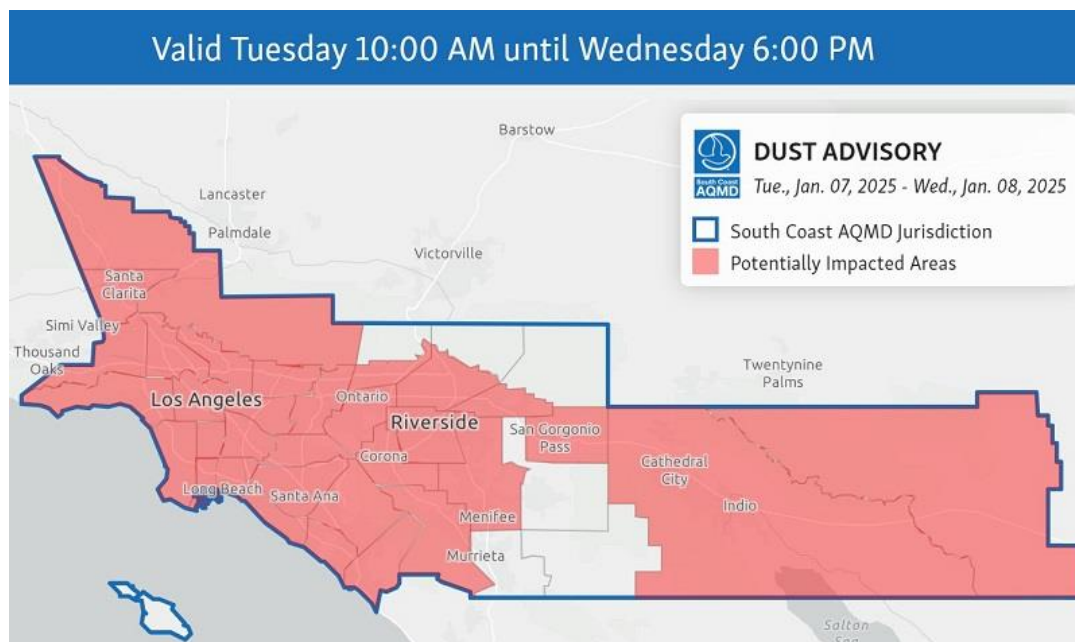 Valid Tuesday 10:00 AM until Wednesday 6:00 PM
South Coast
AQMD
DUST ADVISORY
Tue., Jan. 07, 2025 - Wed., Jan. 08, 2025
South Coast AQMD Jurisdiction
Potentially Impacted Areas
Barstow
Lancaster
Palmdale
Victorville
Santa
Clarita
Simi Valley
Thousand
Oaks
Twentynine
Palms
Los Angeles
Ontario
Riverside
San Gorgonio
Pass
Corona
Cathedral
City
Long Beach
Santa Ana
Indio
Menifee
Murrieta
Salton
Sea